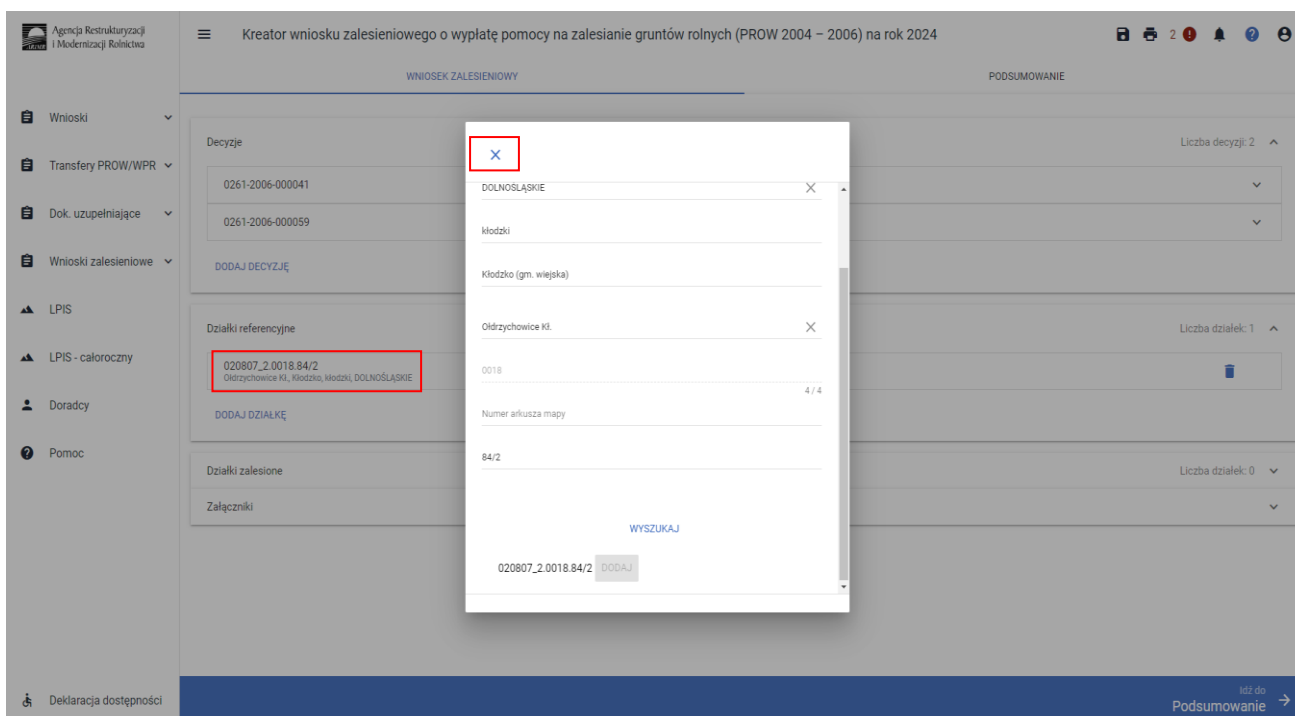 Agencja Restrukturyzacji
i Modernizacji Rolnictwa
Kreator wniosku zalesieniowego o wypłatę pomocy na zalesianie gruntów rolnych (PROW 2004 – 2006) na rok 2024
2
WNIOSEK ZALESIENIOWY
PODSUMOWANIE
Wnioski
Transfery PROW/WPR
Dok. uzupełniające
Wnioski zalesieniowe
LPIS
LPIS - całoroczny
Doradcy
Pomoc
Deklaracja dostępności
Decyzje
Liczba decyzji: 2
0261-2006-000041
0261-2006-000059
DODAJ DECYZJĘ
Działki referencyjne
Liczba działek: 1
020807_2.0018.84/2
Ołdrzychowice Kł., Kłodzko, kłodzki, DOLNOŚLĄSKIE
DODAJ DZIAŁKĘ
Działki zalesione
Liczba działek: 0
Załączniki
DOLNOŚLĄSKIE
kłodzki
Kłodzko (gm. wiejska)
Ołdrzychowice Kł.
0018
4 / 4
Numer arkusza mapy
84/2
WYSZUKAJ
020807_2.0018.84/2 DODAJ
Idź do
Podsumowanie